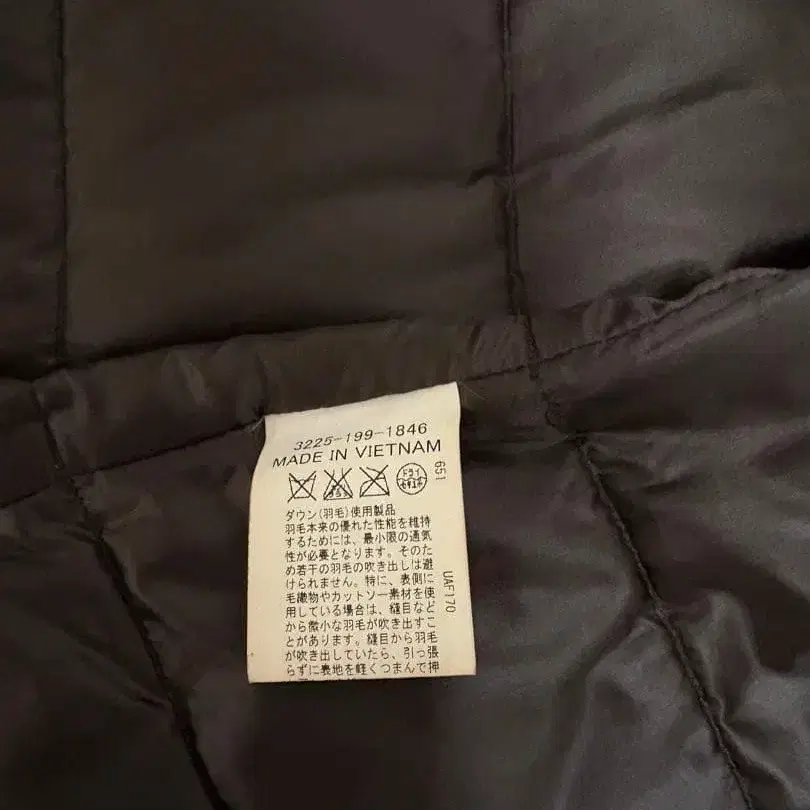 3225-199-1846
MADE IN VIETNAM
ドライ
セキユ系
651
ダウン(羽毛)使用製品
羽毛本来の優れた性能を維持
するためには、最小限の通気
性が必要となります。そのた
め若干の羽毛の吹き出しは避
けられません。特に、表側に
毛織物やカットソー素材を使
用している場合は、縫目など
から微小な羽毛が吹き出すこ
とがあります。縫目から羽毛
が吹き出していたら、引っ張
らずに表地を軽くつまんで押
UAF170